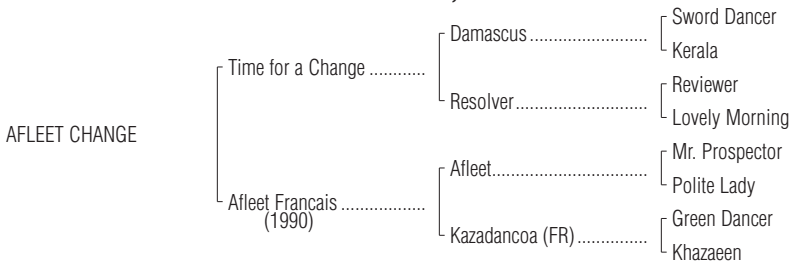 Sword Dancer
Damascus
Kerala
Time for a Change
Reviewer
Resolver
Lovely Morning
AFLEET CHANGE
Mr. Prospector
Afleet
Polite Lady
Afleet Francais
(1990)
Green Dancer
Kazadancoa (FR)
Khazaeen